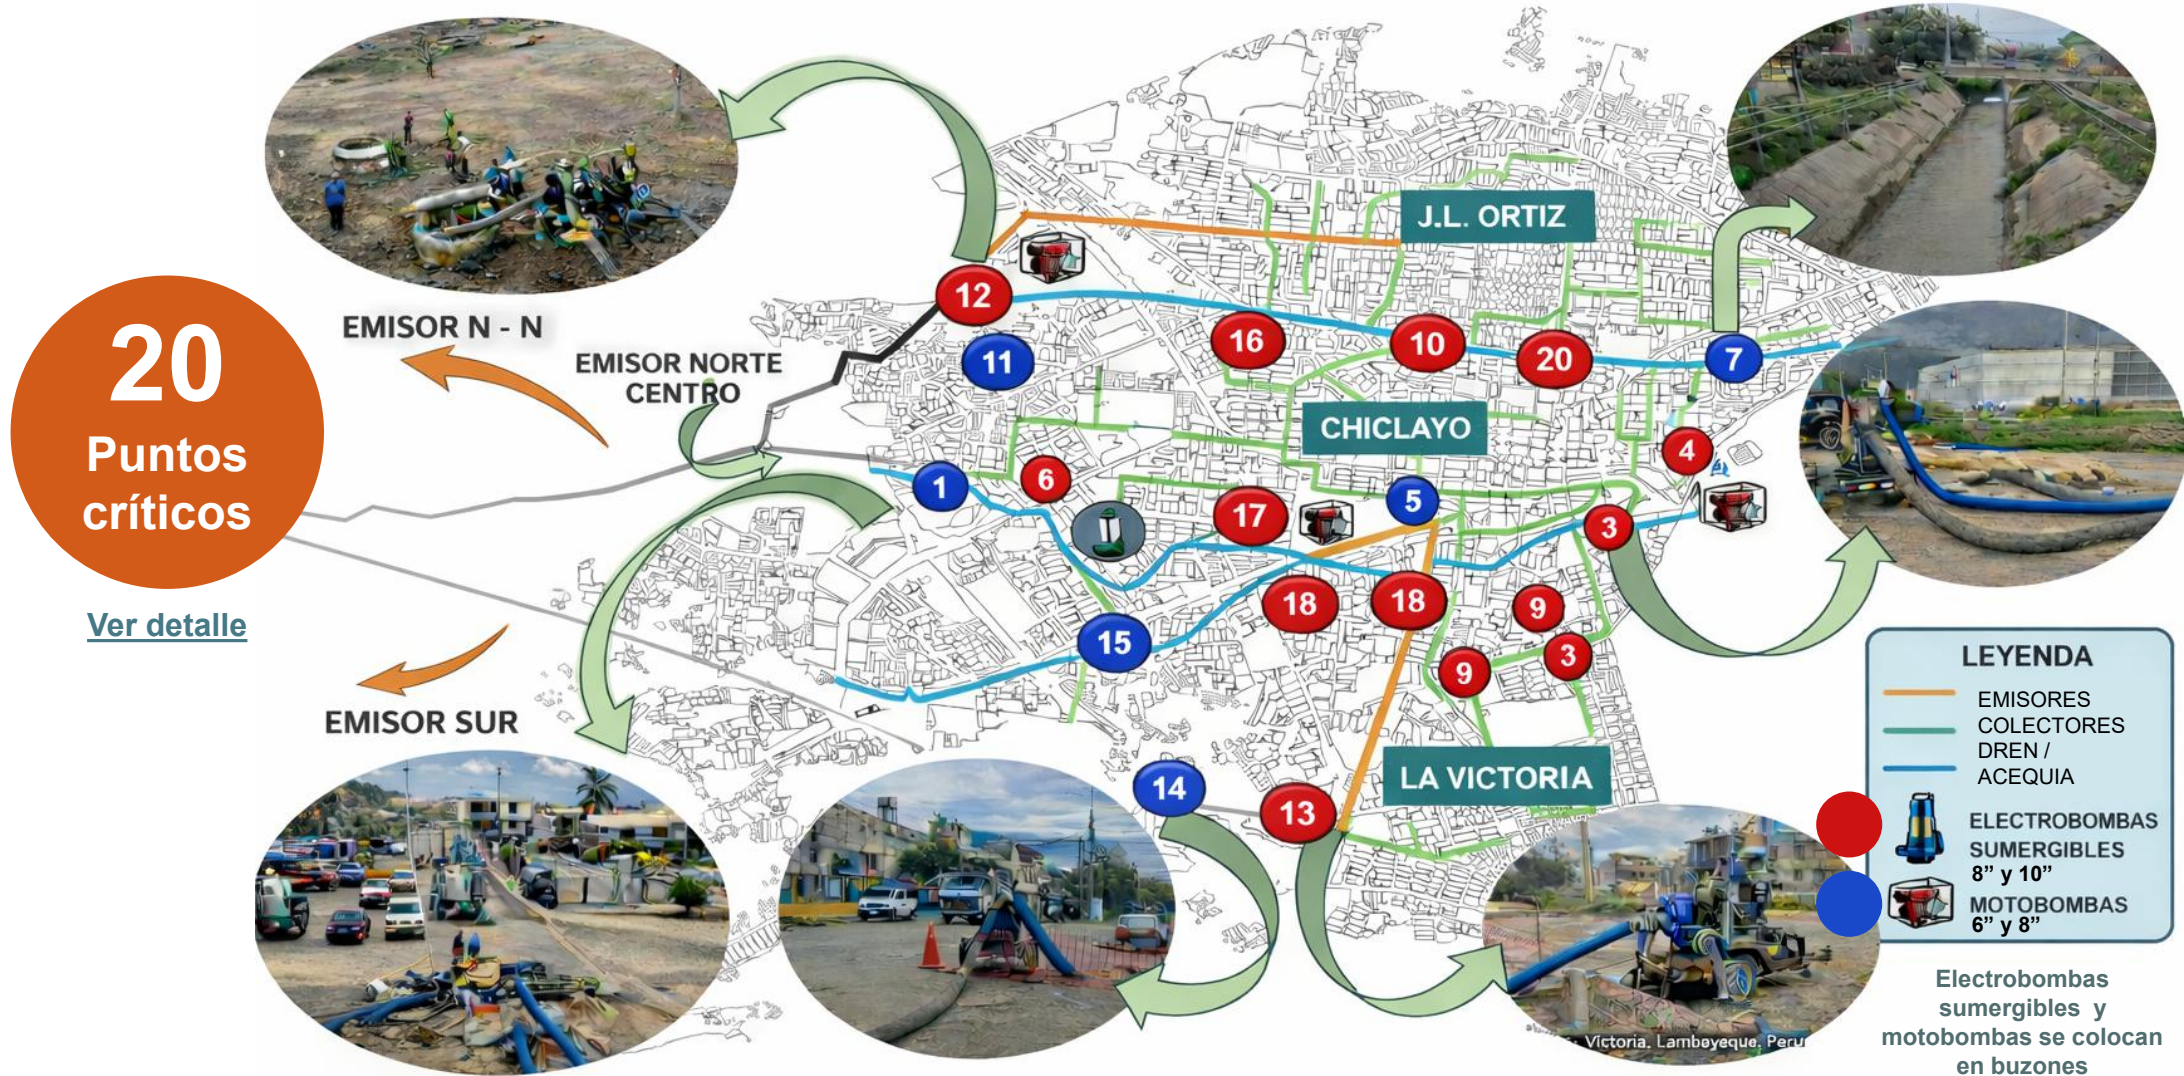 20
Puntos
críticos
Ver detalle
EMISOR N - N
EMISOR NORTE
CENTRO
EMISOR SUR
J.L. ORTIZ
CHICLAYO
LA VICTORIA
12
11
16
10
20
7
4
1
6
17
5
3
18
18
9
15
9
3
14
13
LEYENDA
EMISORES
COLECTORES
DREN /
ACEQUIA
ELECTROBOMBAS
SUMERGIBLES
8” y 10”
MOTOBOMBAS
6” y 8”
Electrobombas
sumergibles y
motobombas se colocan
en buzones
Victoria, Lambayeque, Peru